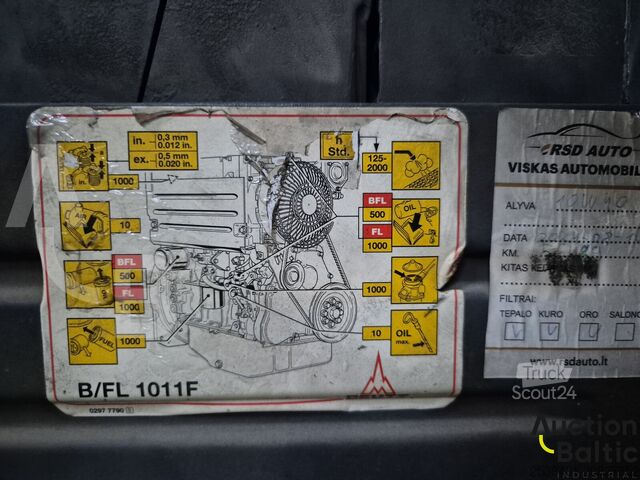 in. 0,3 mm
0.012 in.
ex. 0,5 mm
0.020 in.
h
Std.
125-
2000
in.
1000
AIR
10
BFL
500
FL
1000
FUEL
1000
BFL
500
FL
1000
OIL
1000
10
OIL
max.
B/FL 1011F
0297 7790
RSD AUTO
VISKAS AUTOMOBIL
ALYVA
DATA
KM.
KITAS
FILTRAI:
TEPALO KURO ORO SALONO
www.rsdauto.lt
Truck
Scout24
Auction
Baltic
INDUSTRIAL